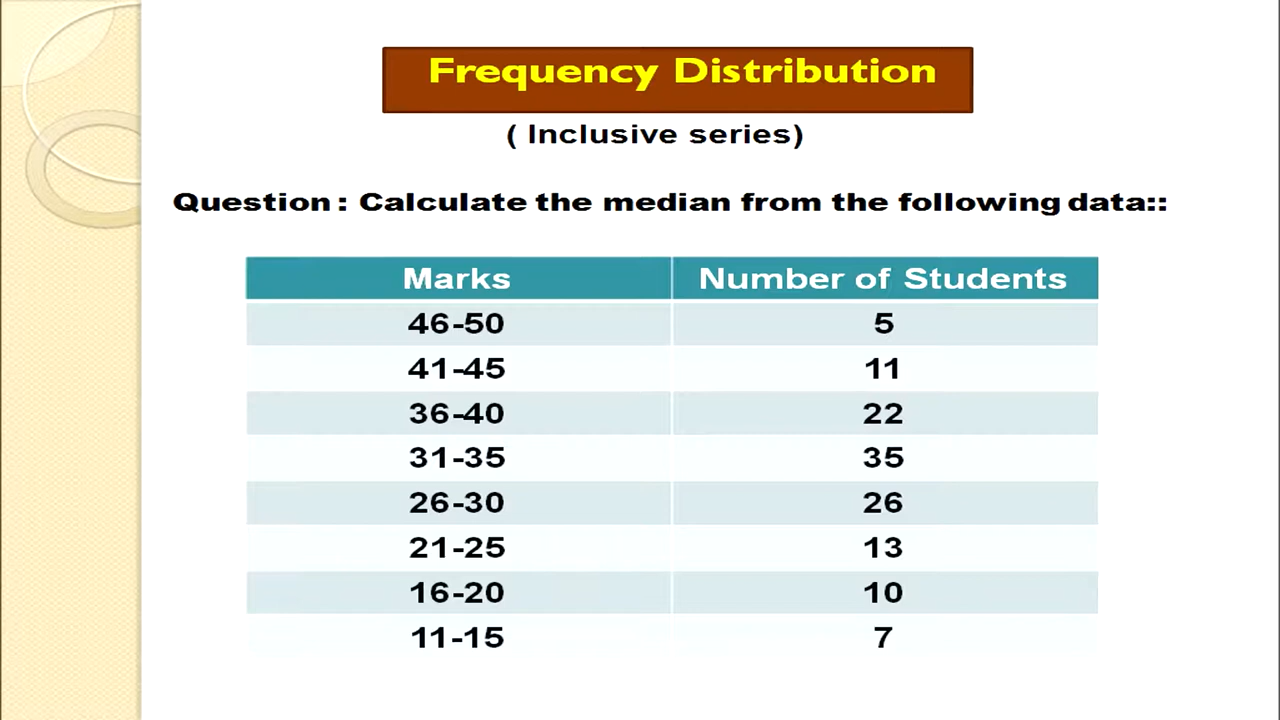 Frequency Distribution
( Inclusive series)
Question : Calculate the median from the following data::
Marks Number of Students
46-50 5
41-45 11
36-40 22
31-35 35
26-30 26
21-25 13
16-20 10
11-15 7